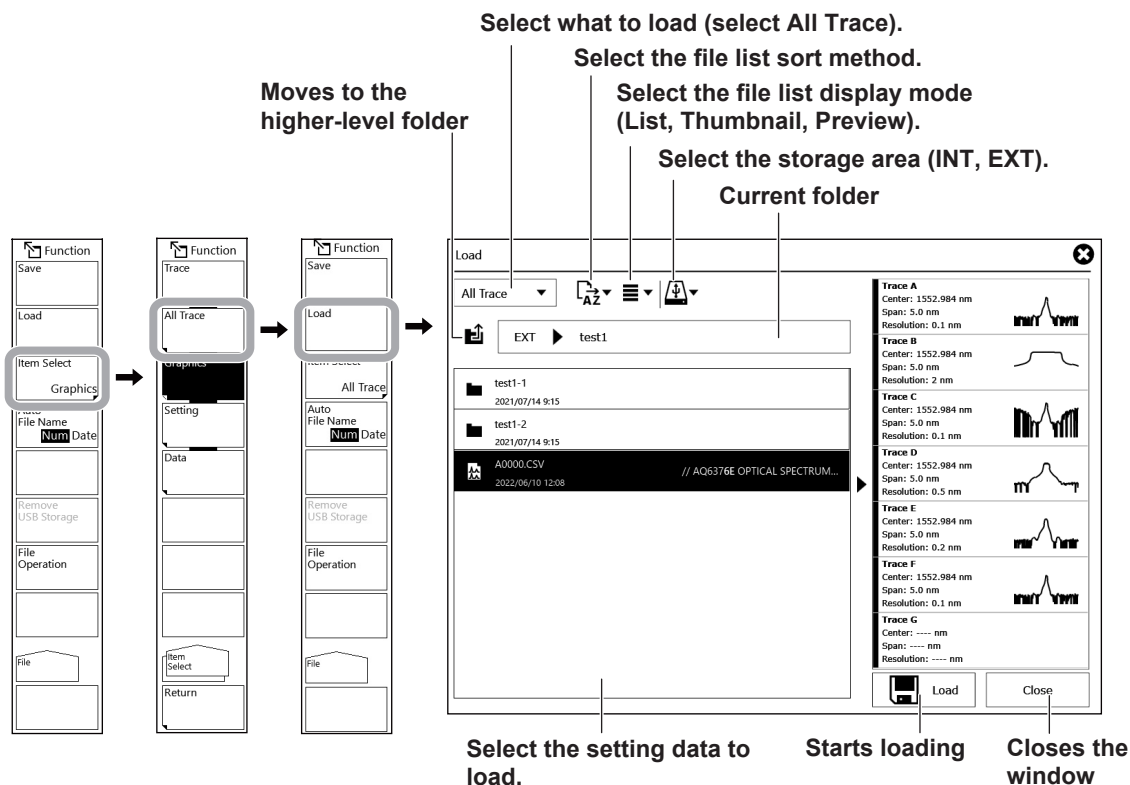 Select what to load (select All Trace).
Select the file list sort method.
Moves to the
higher-level folder
Select the file list display mode
(List, Thumbnail, Preview).
Select the storage area (INT, EXT).
Current folder
Function
Save
Load
Item Select
Graphics
Auto
File Name
Num Date
Remove
USB Storage
File
Operation
File
Function
Trace
All Trace
Graphics
Setting
Data
Item
Select
Return
Function
Save
Load
Item Select
All Trace
Auto
File Name
Num Date
Remove
USB Storage
File
Operation
File
Load
All Trace
AZ
EXT test1
test1-1
2021/07/14 9:15
test1-2
2021/07/14 9:15
A0000.CSV // AQ6376E OPTICAL SPECTRUM...
2022/06/10 12:08
Trace A
Center: 1552.984 nm
Span: 5.0 nm
Resolution: 0.1 nm
Trace B
Center: 1552.984 nm
Span: 5.0 nm
Resolution: 2 nm
Trace C
Center: 1552.984 nm
Span: 5.0 nm
Resolution: 0.1 nm
Trace D
Center: 1552.984 nm
Span: 5.0 nm
Resolution: 0.5 nm
Trace E
Center: 1552.984 nm
Span: 5.0 nm
Resolution: 0.2 nm
Trace F
Center: 1552.984 nm
Span: 5.0 nm
Resolution: 0.1 nm
Trace G
Center: ---- nm
Span: ---- nm
Resolution: ---- nm
Load
Close
Select the setting data to
load.
Starts loading
Closes the
window